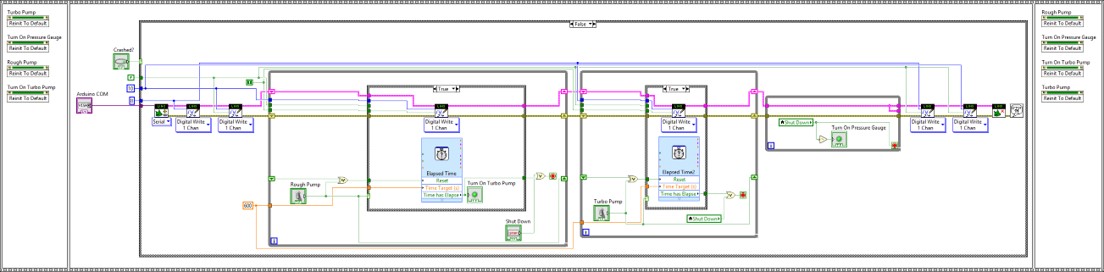 Turbo Pump
Reinit To Default
Turn On Pressure Gauge
Reinit To Default
Rough Pump
Reinit To Default
Turn On Turbo Pump
Reinit To Default
False
Crashed?
Arduino COM
Serial
Digital Write
1 Chan
Digital Write
1 Chan
True
Digital Write
1 Chan
Elapsed Time
Reset
Time Target (s)
Time has Elapse
Rough Pump
Turn On Turbo Pump
600
Shut Down
True
Digital Write
1 Chan
Elapsed Time2
Reset
Time Target (s)
Time has Elapse
Turbo Pump
Shut Down
Shut Down
Turn On Pressure Gauge
Digital Write
1 Chan
Digital Write
1 Chan
Rough Pump
Reinit To Default
Turn On Pressure Gauge
Reinit To Default
Turn On Turbo Pump
Reinit To Default
Turbo Pump
Reinit To Default